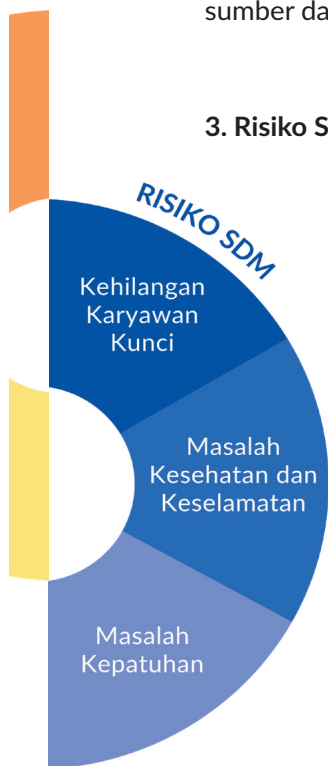 sumber da
3. Risiko S
RISIKO SDM
Kehilangan
Karyawan
Kunci
Masalah
Kesehatan dan
Keselamatan
Masalah
Kepatuhan